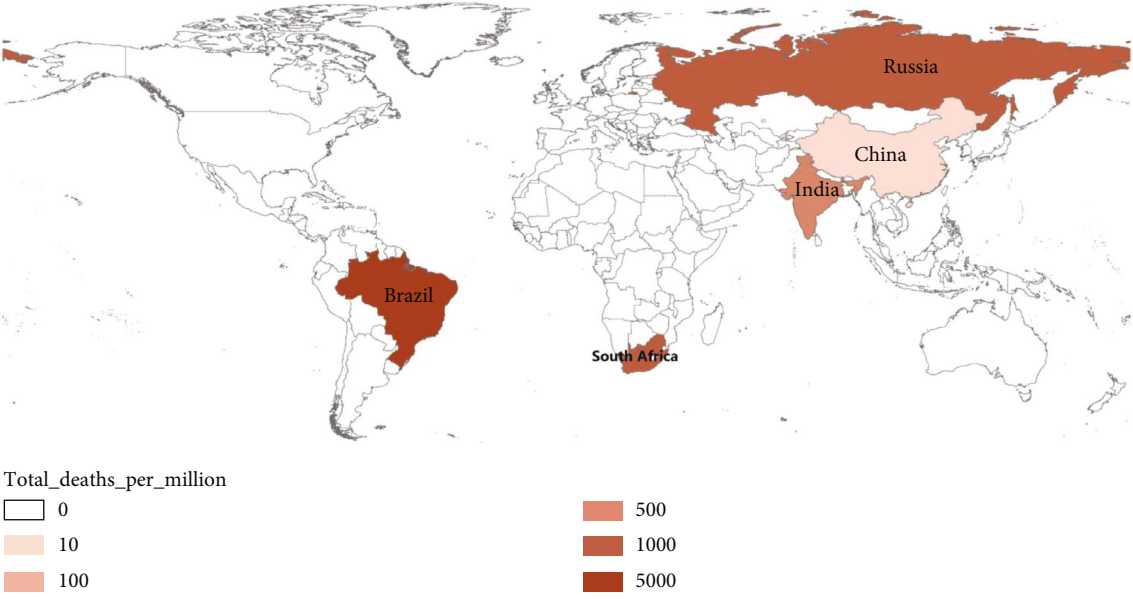 Russia
China
India
Brazil
South Africa
Total_deaths_per_million
0
10
100
500
1000
5000